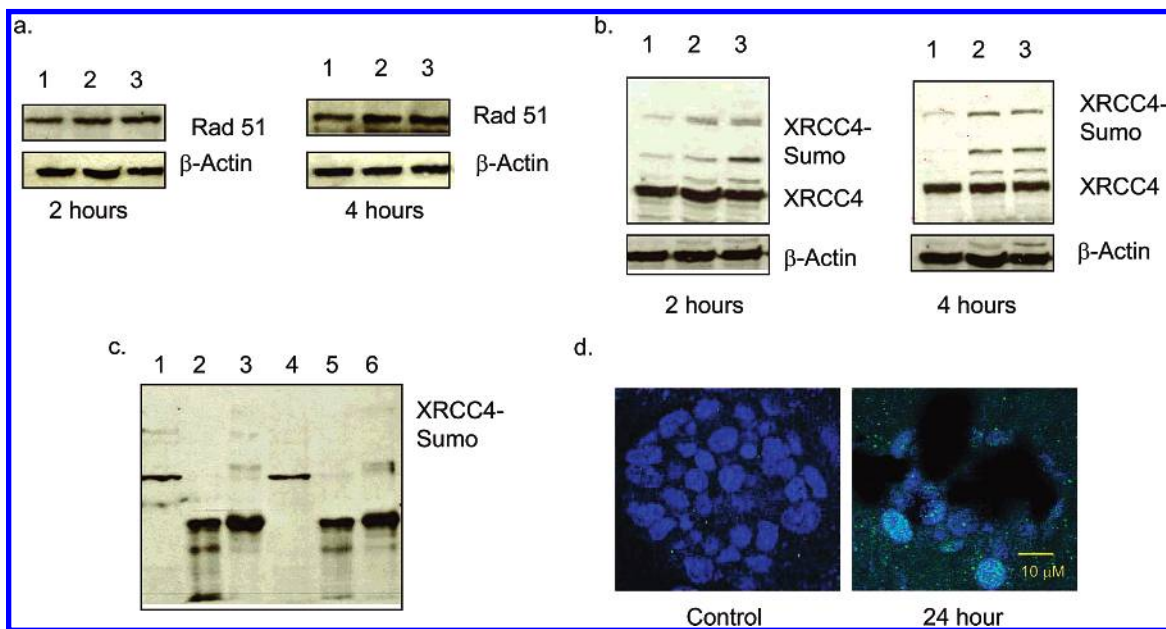 a.
1 2 3
Rad 51
β-Actin
2 hours
1 2 3
Rad 51
β-Actin
4 hours
b.
1 2 3
XRCC4-
Sumo
XRCC4
β-Actin
2 hours
1 2 3
XRCC4-
Sumo
XRCC4
β-Actin
4 hours
c.
1 2 3 4 5 6
XRCC4-
Sumo
d.
10 µM
Control
24 hour